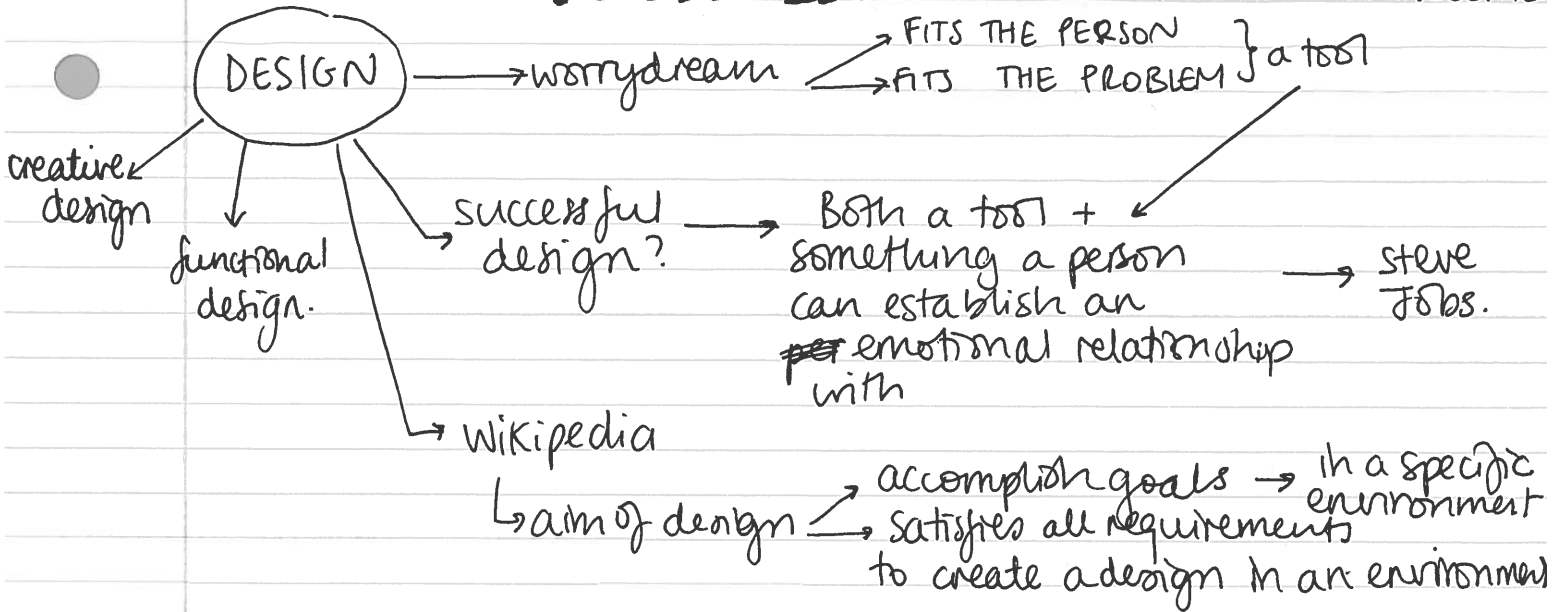 DESIGN
worrydream
FITS THE PERSON
FITS THE PROBLEM
a tool
creative
design
functional
design.
successful
design?
Both a tool +
something a person
can establish an
emotional relationship
with
steve
Jobs.
Wikipedia
aim of design
accomplish goals
in a specific
environment
satisfies all requirements
to create a design in an environment